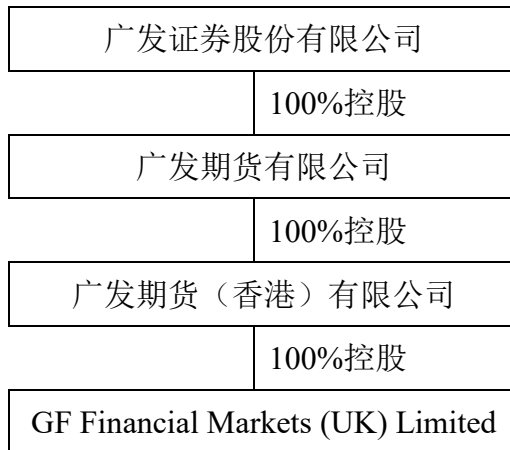 广发证券股份有限公司
100%控股
广发期货有限公司
100%控股
广发期货（香港）有限公司
100%控股
GF Financial Markets (UK) Limited